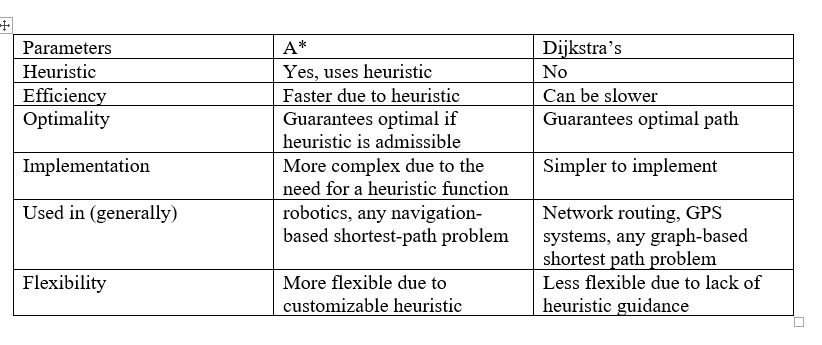 Parameters A* Dijkstra’s
Heuristic Yes, uses heuristic No
Efficiency Faster due to heuristic Can be slower
Optimality Guarantees optimal if Guarantees optimal path
heuristic is admissible
Implementation More complex due to the Simpler to implement
need for a heuristic function
Used in (generally) robotics, any navigation- Network routing, GPS
based shortest-path problem systems, any graph-based
shortest path problem
Flexibility More flexible due to Less flexible due to lack of
customizable heuristic heuristic guidance